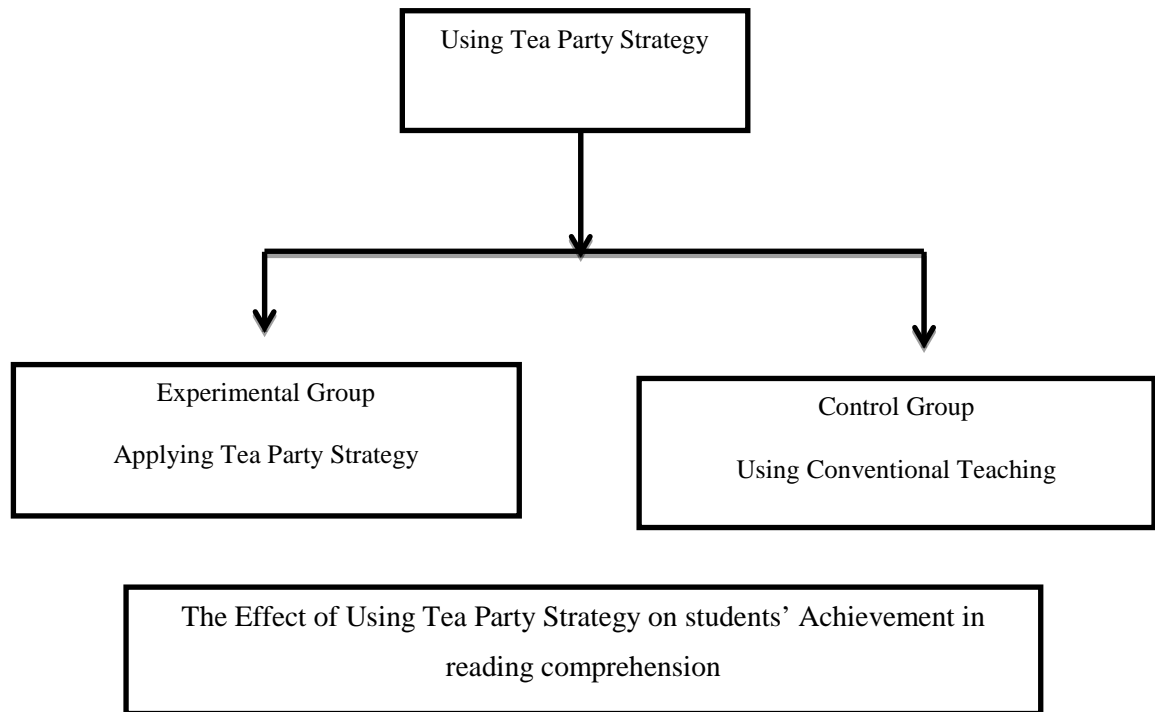 Using Tea Party Strategy
Experimental Group
Applying Tea Party Strategy
Control Group
Using Conventional Teaching
The Effect of Using Tea Party Strategy on students’ Achievement in
reading comprehension